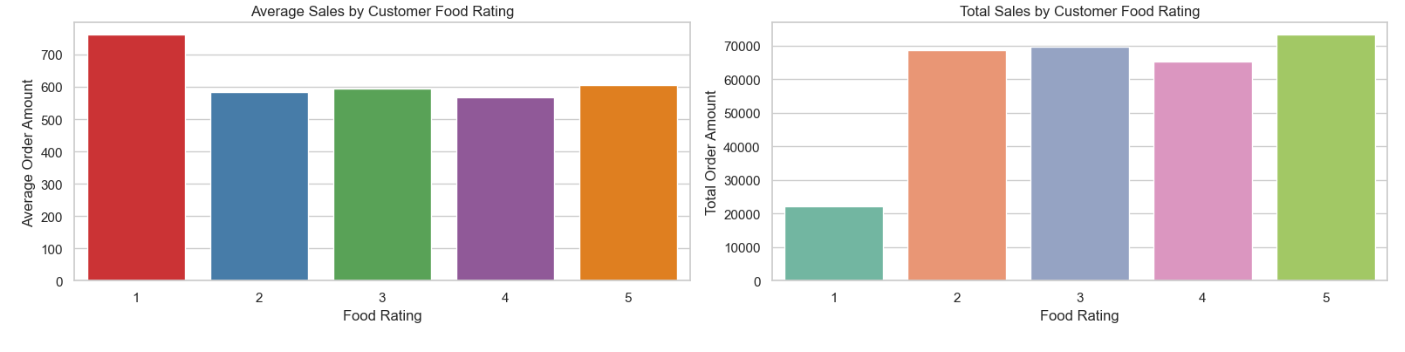 Average Sales by Customer Food Rating
Average Order Amount
700
600
500
400
300
200
100
0
1 2 3 4 5
Food Rating
Total Sales by Customer Food Rating
Total Order Amount
70000
60000
50000
40000
30000
20000
10000
0
1 2 3 4 5
Food Rating